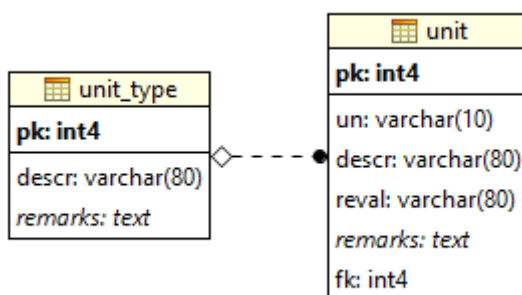 unit_type
pk: int4
descr: varchar(80)
remarks: text
unit
pk: int4
un: varchar(10)
descr: varchar(80)
reval: varchar(80)
remarks: text
fk: int4